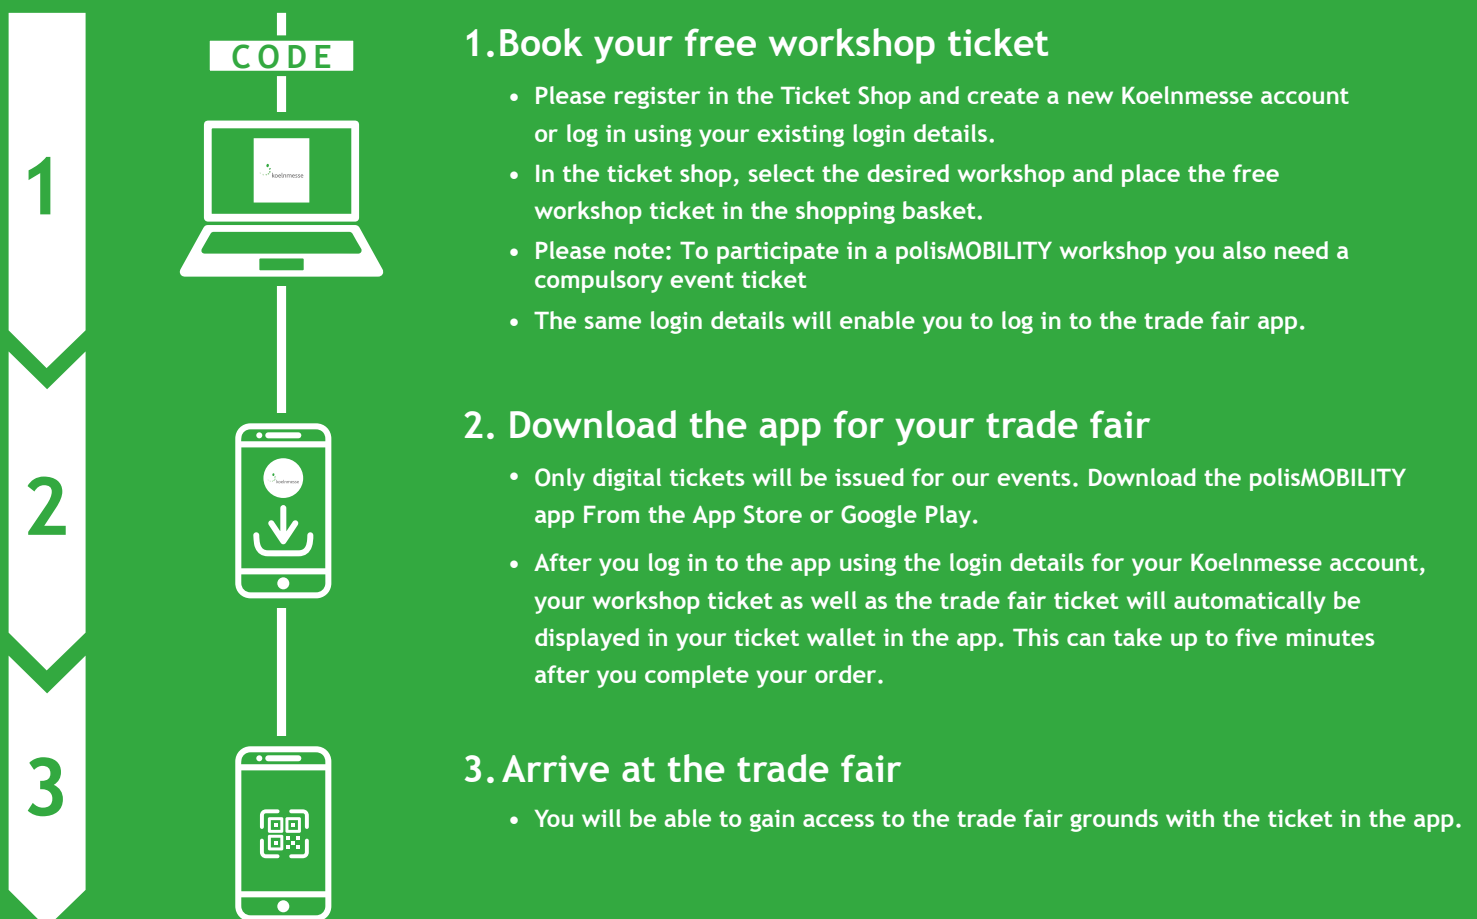 CODE
1
koelnmesse
1.Book your free workshop ticket
• Please register in the Ticket Shop and create a new Koelnmesse account
or log in using your existing login details.
• In the ticket shop, select the desired workshop and place the free
workshop ticket in the shopping basket.
• Please note: To participate in a polisMOBILITY workshop you also need a
compulsory event ticket
• The same login details will enable you to log in to the trade fair app.
2
koelnmesse
2. Download the app for your trade fair
• Only digital tickets will be issued for our events. Download the polisMOBILITY
app From the App Store or Google Play.
• After you log in to the app using the login details for your Koelnmesse account,
your workshop ticket as well as the trade fair ticket will automatically be
displayed in your ticket wallet in the app. This can take up to five minutes
after you complete your order.
3
3. Arrive at the trade fair
• You will be able to gain access to the trade fair grounds with the ticket in the app.